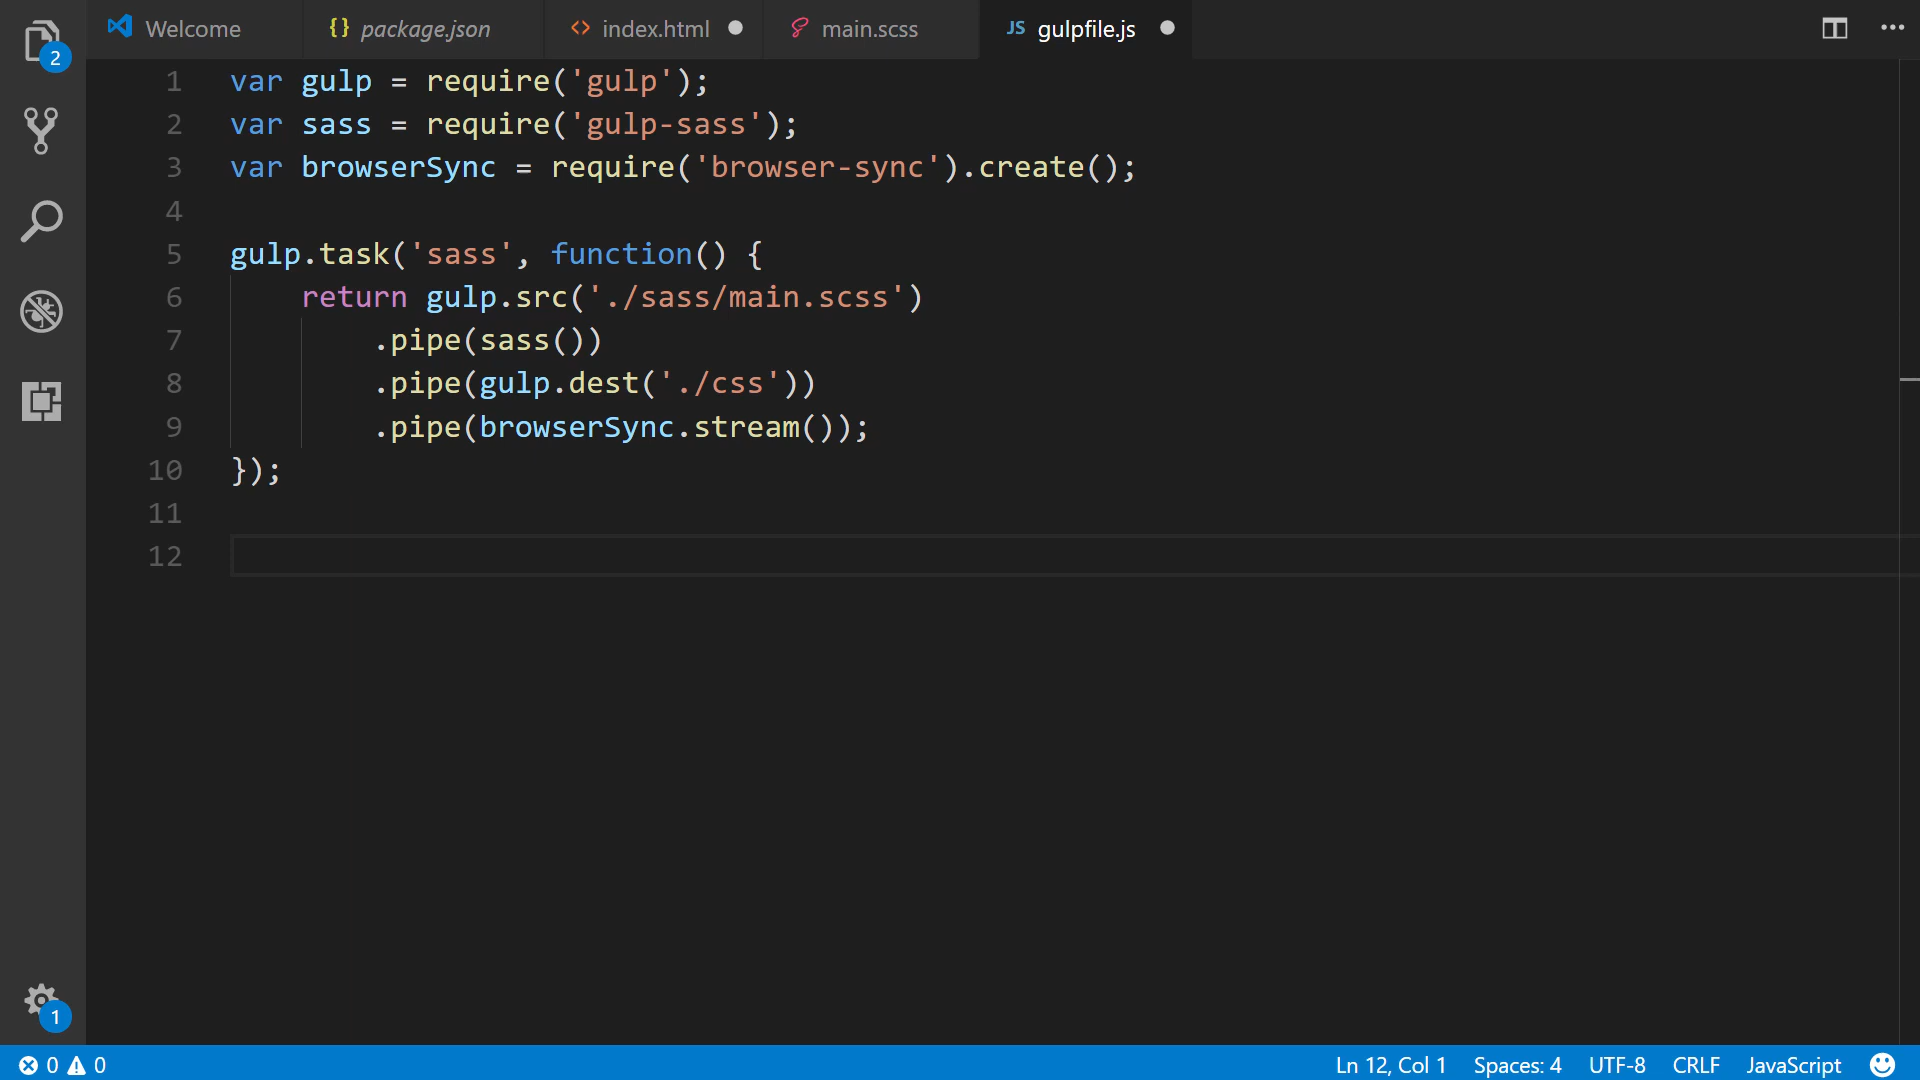 Welcome
{} package.json
<> index.html
main.scss
JS gulpfile.js
2
1 var gulp = require('gulp');
2 var sass = require('gulp-sass');
3 var browserSync = require('browser-sync').create();
4
5 gulp.task('sass', function() {
6 return gulp.src('./sass/main.scss')
7 .pipe(sass())
8 .pipe(gulp.dest('./css'))
9 .pipe(browserSync.stream());
10 });
11
12
1
0 0
Ln 12, Col 1 Spaces: 4 UTF-8 CRLF JavaScript